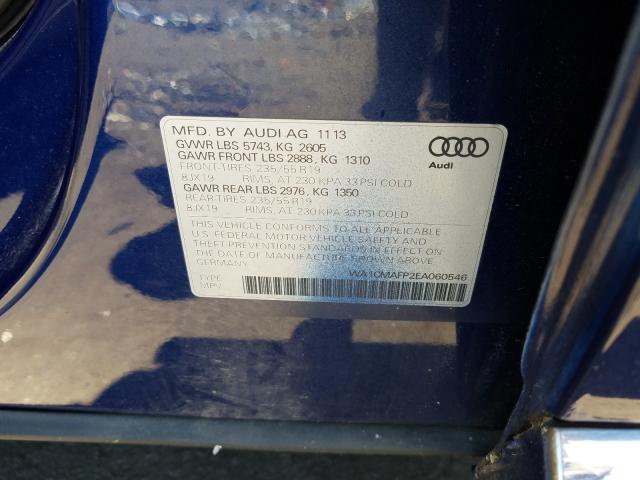 MFD. BY AUDI AG 11 13
GVWR LBS 5743, KG 2605
GAWR FRONT LBS 2888, KG 1310
FRONT-TIRES 235/55 R19
8JX19 RIMS, AT 230 KPA 33 PSI COLD
GAWR REAR LBS 2976, KG 1350
REAR-TIRES 235/55 R19
8JX19 RIMS, AT 230 KPA 33 PSI COLD
THIS VEHICLE CONFORMS TO ALL APPLICABLE
U.S. FEDERAL MOTOR VEHICLE SAFETY AND
THEFT PREVENTION STANDARDS IN EFFECT ON
THE DATE OF MANUFACTURE SHOWN ABOVE.
GERMANY
TYPE: WA1CMAFP2EA060546
MPV
Audi